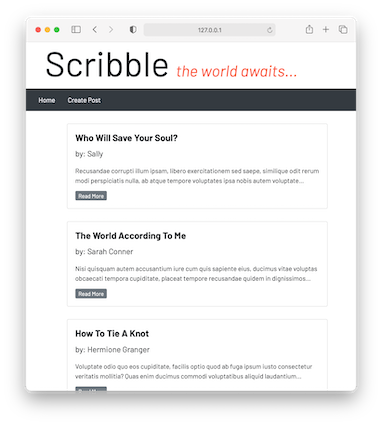 127.0.0.1
Scribble the world awaits...
Home Create Post
Who Will Save Your Soul?
by: Sally
Recusandae corrupti illum ipsam, libero exercitationem sed saepe, similique odit rerum
modi perspiciatis nulla, ab atque tempore voluptates ipsa nobis autem voluptate...
Read More
The World According To Me
by: Sarah Conner
Nisi quisquam autem accusantium iure cum quis sapiente eius, ducimus vitae voluptas
obcaecati tempora cupiditate, placeat tempore recusandae quidem in dignissimos...
Read More
How To Tie A Knot
by: Hermione Granger
Voluptate odio quo eos cupiditate, facilis optio quod ab fuga ipsum iusto consectetur
veritatis mollitia? Quas enim ducimus commodi voluptatibus aliquid laudantium...